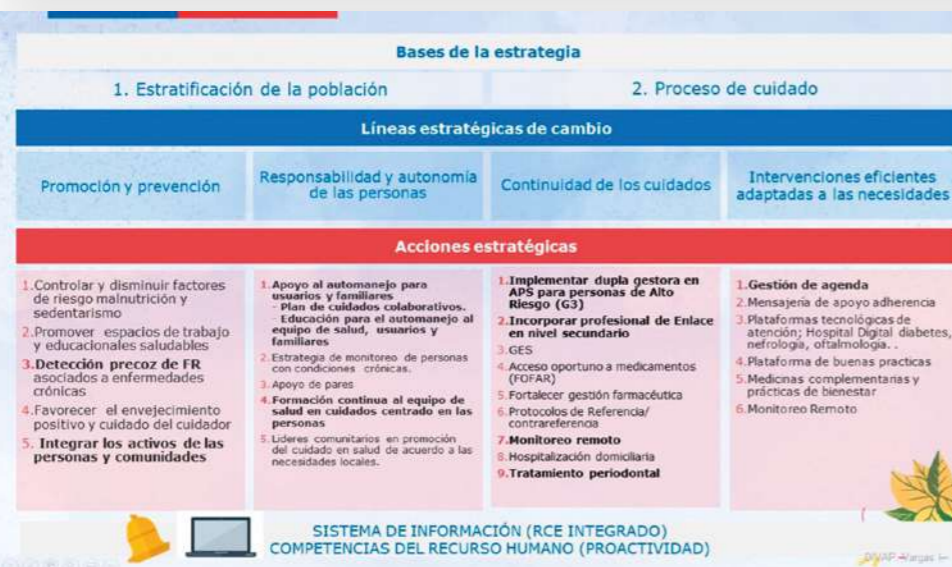 Bases de la estrategia
1. Estratificación de la población
2. Proceso de cuidado
Líneas estratégicas de cambio
Promoción y prevención
Responsabilidad y autonomía
de las personas
Continuidad de los cuidados
Intervenciones eficientes
adaptadas a las necesidades
Acciones estratégicas
1.Controlar y disminuir factores
de riesgo malnutrición y
sedentarismo
2.Promover espacios de trabajo
y educacionales saludables
3.Detección precoz de FR
asociados a enfermedades
crónicas
4.Favorecer el envejecimiento
positivo y cuidado del cuidador
5. Integrar los activos de las
personas y comunidades
1.Apoyo al automanejo para
usuarios y familiares
- Plan de cuidados colaborativos.
- Educación para el automanejo al
equipo de salud, usuarios y
familiares
2.Estrategia de monitoreo de personas
con condiciones crónicas.
3.Apoyo de pares
4.Formación continua al equipo de
salud en cuidados centrado en las
personas
5.Lideres comunitarios en promoción
del cuidado en salud de acuerdo a las
necesidades locales.
1.Implementar dupla gestora en
APS para personas de Alto
Riesgo (G3)
2.Incorporar profesional de Enlace
en nivel secundario
3.GES
4.Acceso oportuno a medicamentos
(FOFAR)
5.Fortalecer gestión farmacéutica
6.Protocolos de Referencia/
contrareferencia
7.Monitoreo remoto
8.Hospitalización domiciliaria
9.Tratamiento periodontal
1.Gestión de agenda
2.Mensajería de apoyo adherencia
3.Plataformas tecnológicas de
atención; Hospital Digital diabetes,
nefrología, oftalmología. .
4.Plataforma de buenas practicas
5.Medicinas complementarias y
prácticas de bienestar
6.Monitoreo Remoto
SISTEMA DE INFORMACIÓN (RCE INTEGRADO)
COMPETENCIAS DEL RECURSO HUMANO (PROACTIVIDAD)